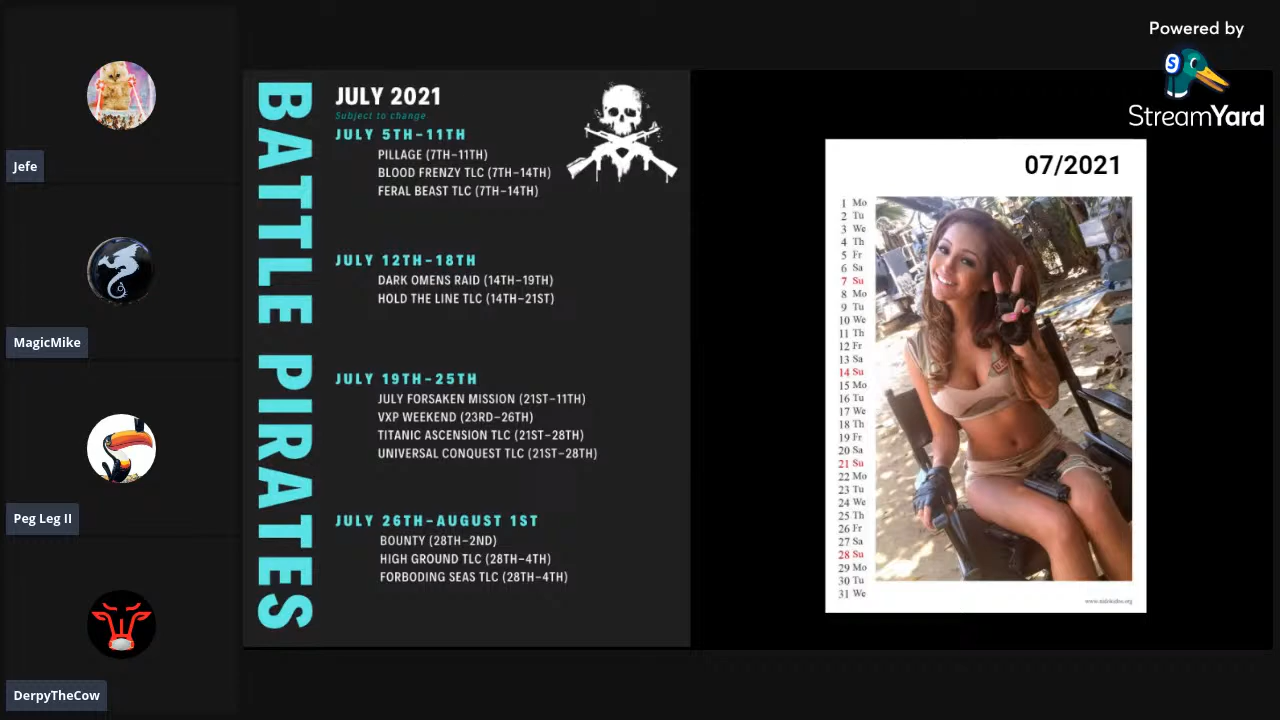 Powered by
StreamYard
Jefe
MagicMike
Peg Leg II
DerpyTheCow
BATTLE PIRATES
JULY 2021
Subject to change
JULY 5TH-11TH
PILLAGE (7TH-11TH)
BLOOD FRENZY TLC (7TH-14TH)
FERAL BEAST TLC (7TH-14TH)
JULY 12TH-18TH
DARK OMENS RAID (14TH-19TH)
HOLD THE LINE TLC (14TH-21ST)
JULY 19TH-25TH
JULY FORSAKEN MISSION (21ST-11TH)
VXP WEEKEND (23RD-26TH)
TITANIC ASCENSION TLC (21ST-28TH)
UNIVERSAL CONQUEST TLC (21ST-28TH)
JULY 26TH-AUGUST 1ST
BOUNTY (28TH-2ND)
HIGH GROUND TLC (28TH-4TH)
FORBODING SEAS TLC (28TH-4TH)
07/2021
1 Mo
2 Tu
3 We
4 Th
5 Fr
6 Sa
7 Su
8 Mo
9 Tu
10 We
11 Th
12 Fr
13 Sa
14 Su
15 Mo
16 Tu
17 We
18 Th
19 Fr
20 Sa
21 Su
22 Mo
23 Tu
24 We
25 Th
26 Fr
27 Sa
28 Su
29 Mo
30 Tu
31 We